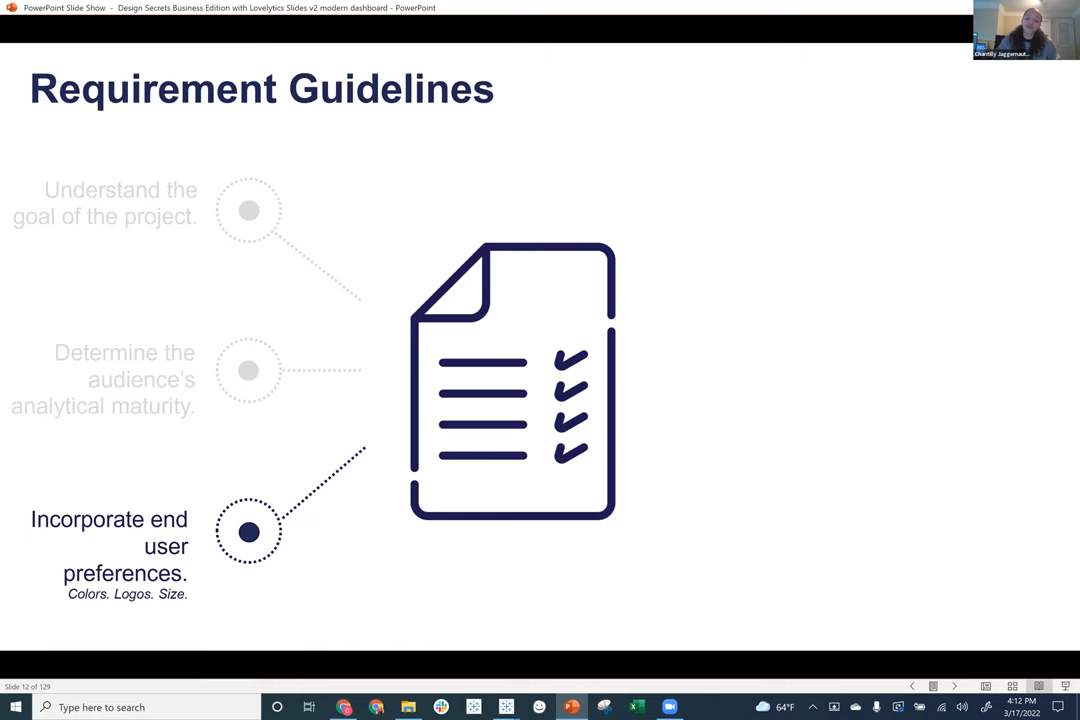 PowerPoint Slide Show - Design Secrets Business Edition with Lovelytics Slides v2 modern dashboard - PowerPoint
Chantilly Jaggernaut...
Requirement Guidelines
Understand the
goal of the project.
Determine the
audience’s
analytical maturity.
Incorporate end
user
preferences.
Colors. Logos. Size.
Slide 12 of 129
Type here to search
64°F
4:12 PM
3/17/2022